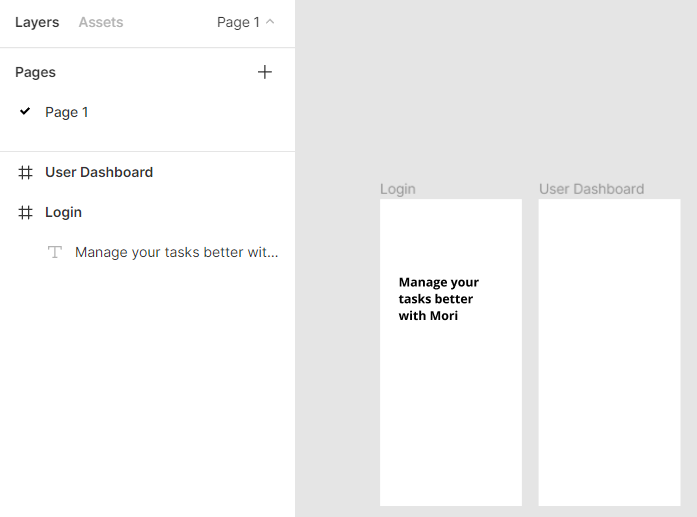 Layers Assets Page 1
Pages
Page 1
User Dashboard
Login
Manage your tasks better wit...
Login
Manage your
tasks better
with Mori
User Dashboard